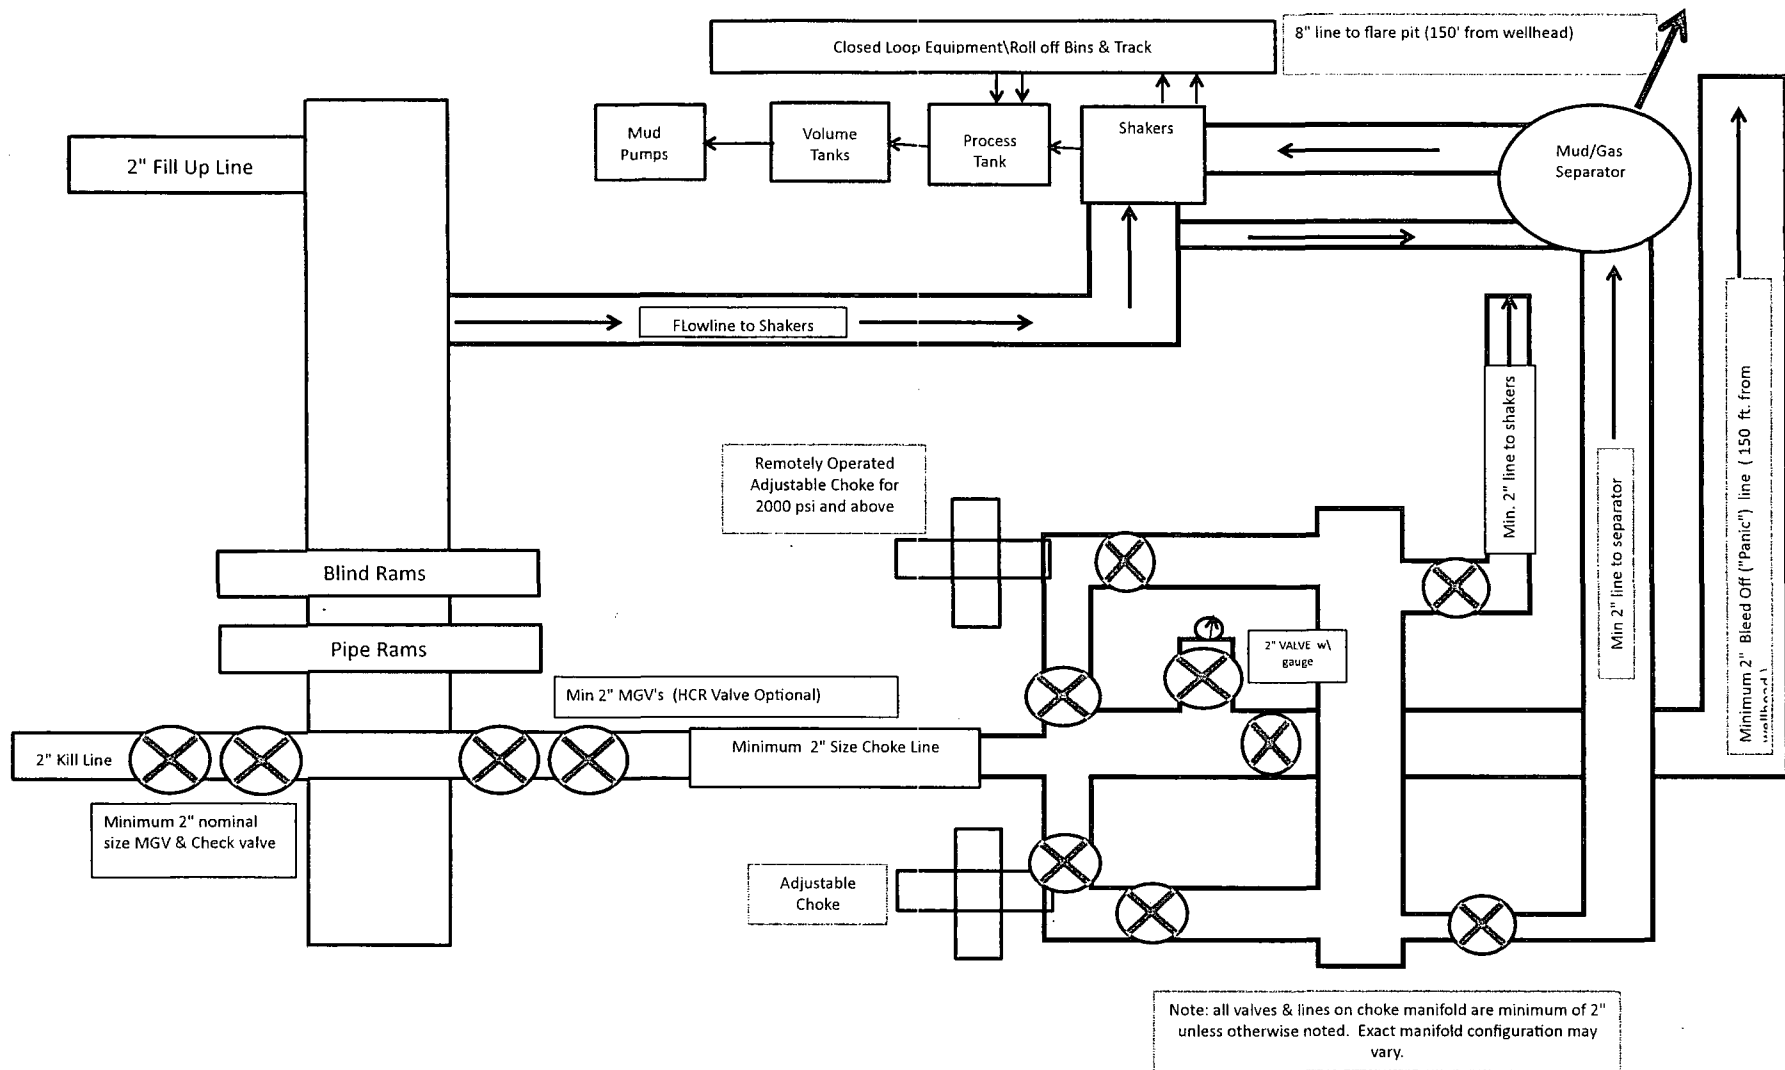 Closed Loop Equipment\Roll off Bins & Track
8" line to flare pit (150' from wellhead)
Mud
Pumps
Volume
Tanks
Process
Tank
Shakers
Mud/Gas
Separator
2" Fill Up Line
FLowline to Shakers
Min. 2" line to shakers
Min 2" line to separator
Minimum 2" Bleed Off ("Panic") line ( 150 ft. from
wellhead)
Remotely Operated
Adjustable Choke for
2000 psi and above
Blind Rams
Pipe Rams
2" VALVE w\
gauge
Min 2" MGV's (HCR Valve Optional)
2" Kill Line
Minimum 2" Size Choke Line
Minimum 2" nominal
size MGV & Check valve
Adjustable
Choke
Note: all valves & lines on choke manifold are minimum of 2"
unless otherwise noted. Exact manifold configuration may
vary.